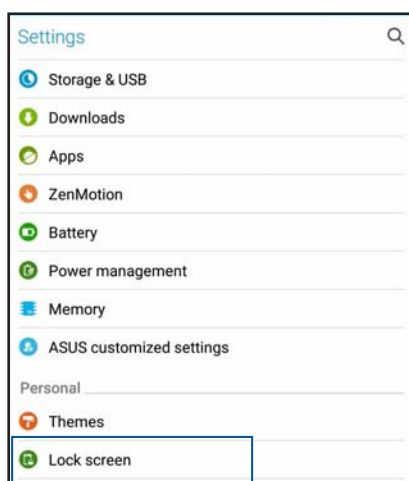 Settings
Storage & USB
Downloads
Apps
ZenMotion
Battery
Power management
Memory
ASUS customized settings
Personal
Themes
Lock screen